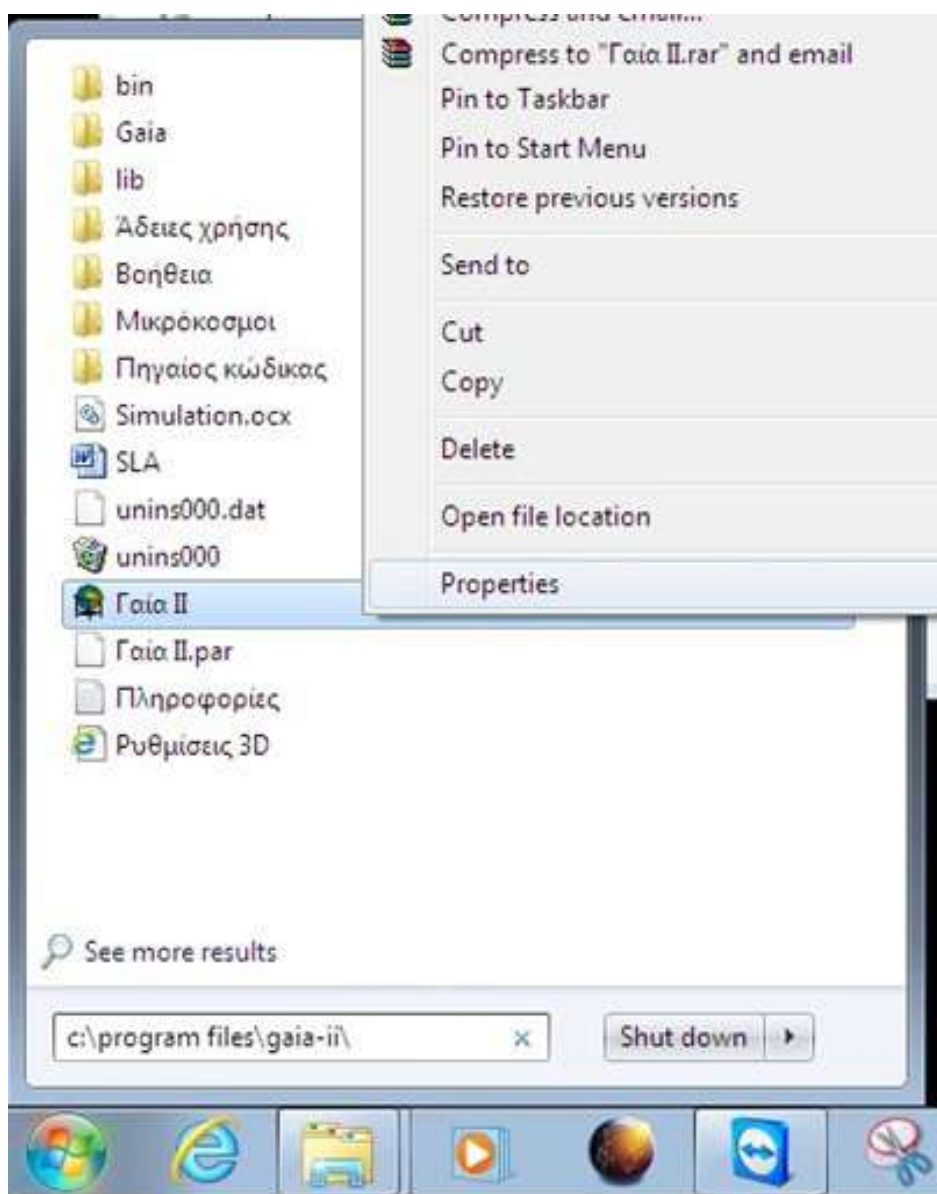 Compress and email...
Compress to "Γαία II.rar" and email
Pin to Taskbar
Pin to Start Menu
Restore previous versions
Send to
Cut
Copy
Delete
Open file location
Properties
bin
Gaia
lib
Άδειες χρήσης
Βοήθεια
Μικρόκοσμοι
Πηγαίος κώδικας
Simulation.ocx
SLA
unins000.dat
unins000
Γαία II
Γαία II.par
Πληροφορίες
Ρυθμίσεις 3D
See more results
c:\program files\gaia-ii\
Shut down